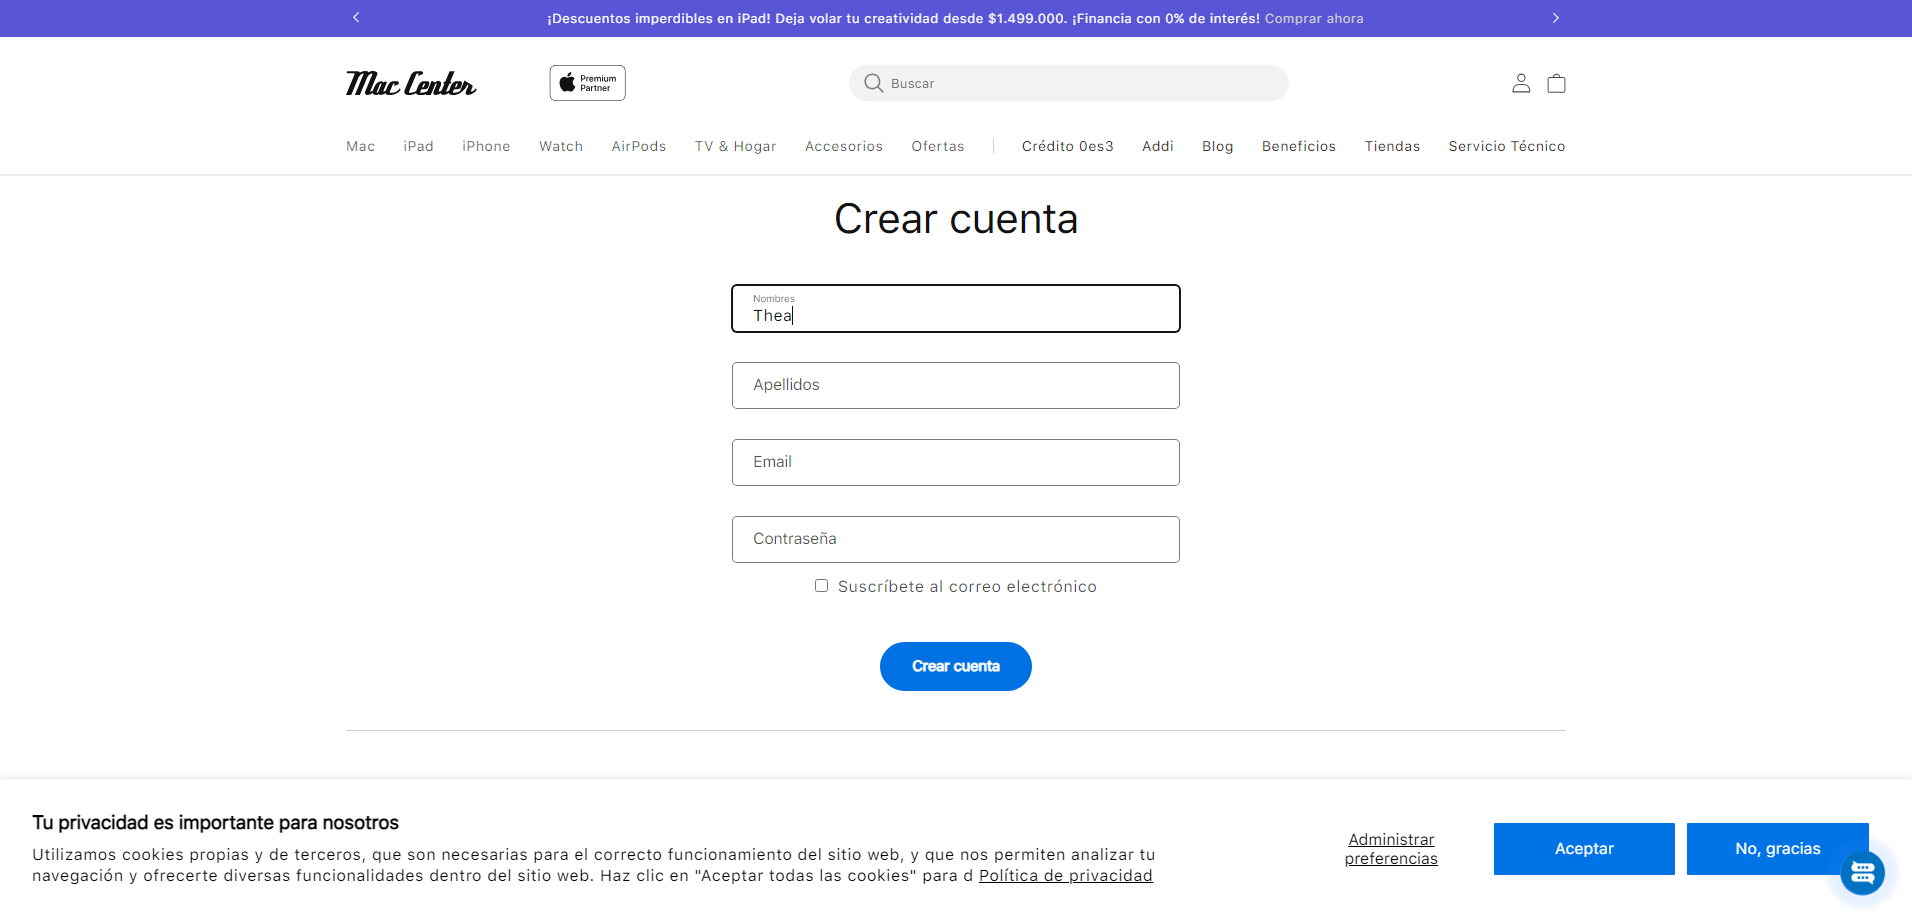 ¡Descuentos imperdibles en iPad! Deja volar tu creatividad desde $1.499.000. ¡Financia con 0% de interés! Comprar ahora
Mac Center
Premium
Partner
Buscar
Mac iPad iPhone Watch AirPods TV & Hogar Accesorios Ofertas Crédito 0es3 Addi Blog Beneficios Tiendas Servicio Técnico
Crear cuenta
Nombres
Thea
Apellidos
Email
Contraseña
Suscríbete al correo electrónico
Crear cuenta
Tu privacidad es importante para nosotros
Utilizamos cookies propias y de terceros, que son necesarias para el correcto funcionamiento del sitio web, y que nos permiten analizar tu
navegación y ofrecerte diversas funcionalidades dentro del sitio web. Haz clic en "Aceptar todas las cookies" para d Política de privacidad
Administrar
preferencias
Aceptar
No, gracias